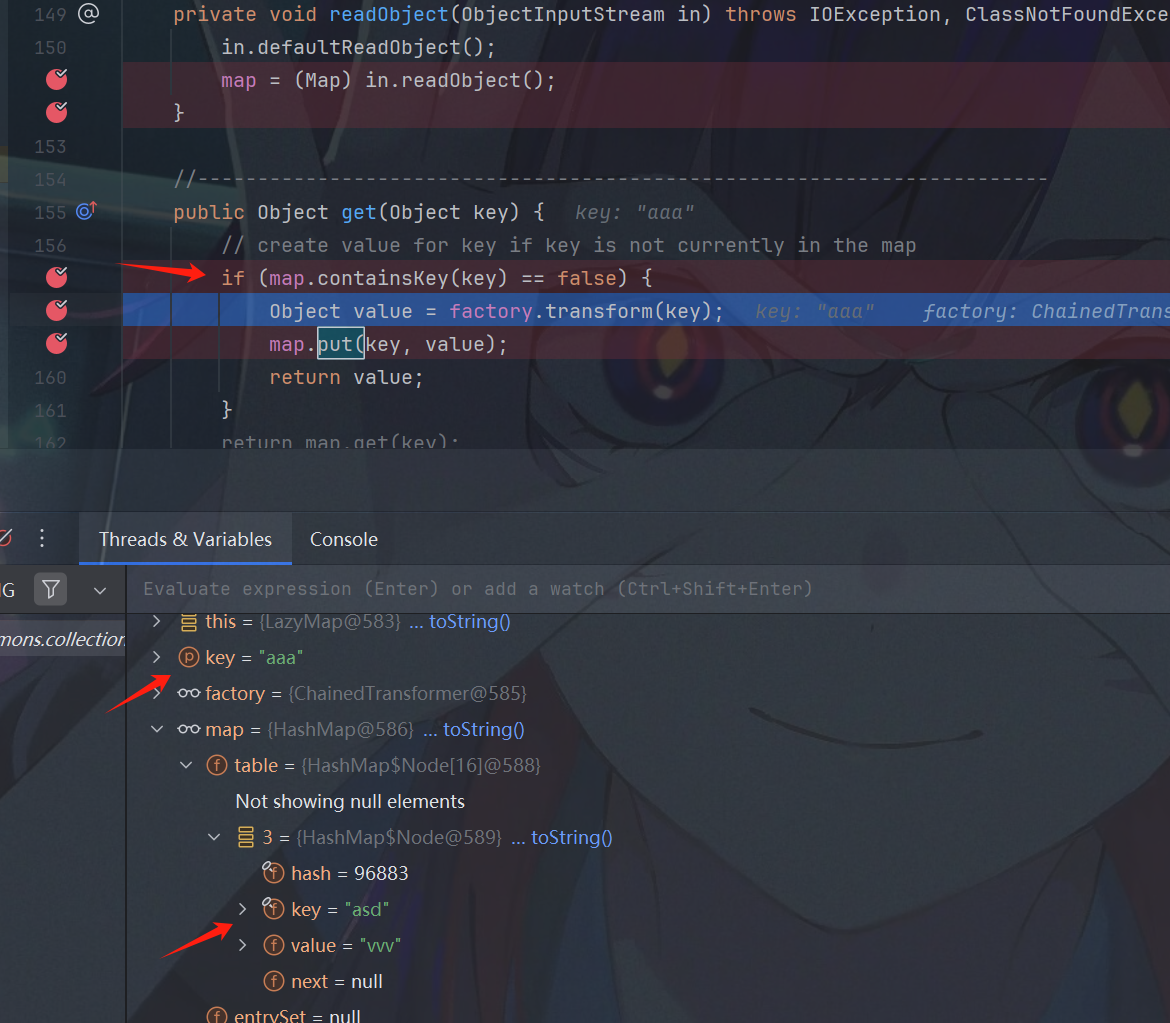 149 @ private void readObject(ObjectInputStream in) throws IOException, ClassNotFoundExce
150 in.defaultReadObject();
map = (Map) in.readObject();
}
153
154 //-----------------------------------------------------------------------
155 public Object get(Object key) { key: "aaa"
156 // create value for key if key is not currently in the map
if (map.containsKey(key) == false) {
Object value = factory.transform(key); key: "aaa" factory: ChainedTrans
map.put(key, value);
160 return value;
161 }
162 return map.get(key);
Threads & Variables Console
G Evaluate expression (Enter) or add a watch (Ctrl+Shift+Enter)
mons.collection
this = {LazyMap@583} ... toString()
key = "aaa"
factory = {ChainedTransformer@585}
map = {HashMap@586} ... toString()
table = {HashMap$Node[16]@588}
Not showing null elements
3 = {HashMap$Node@589} ... toString()
hash = 96883
key = "asd"
value = "vvv"
next = null
entrySet = null